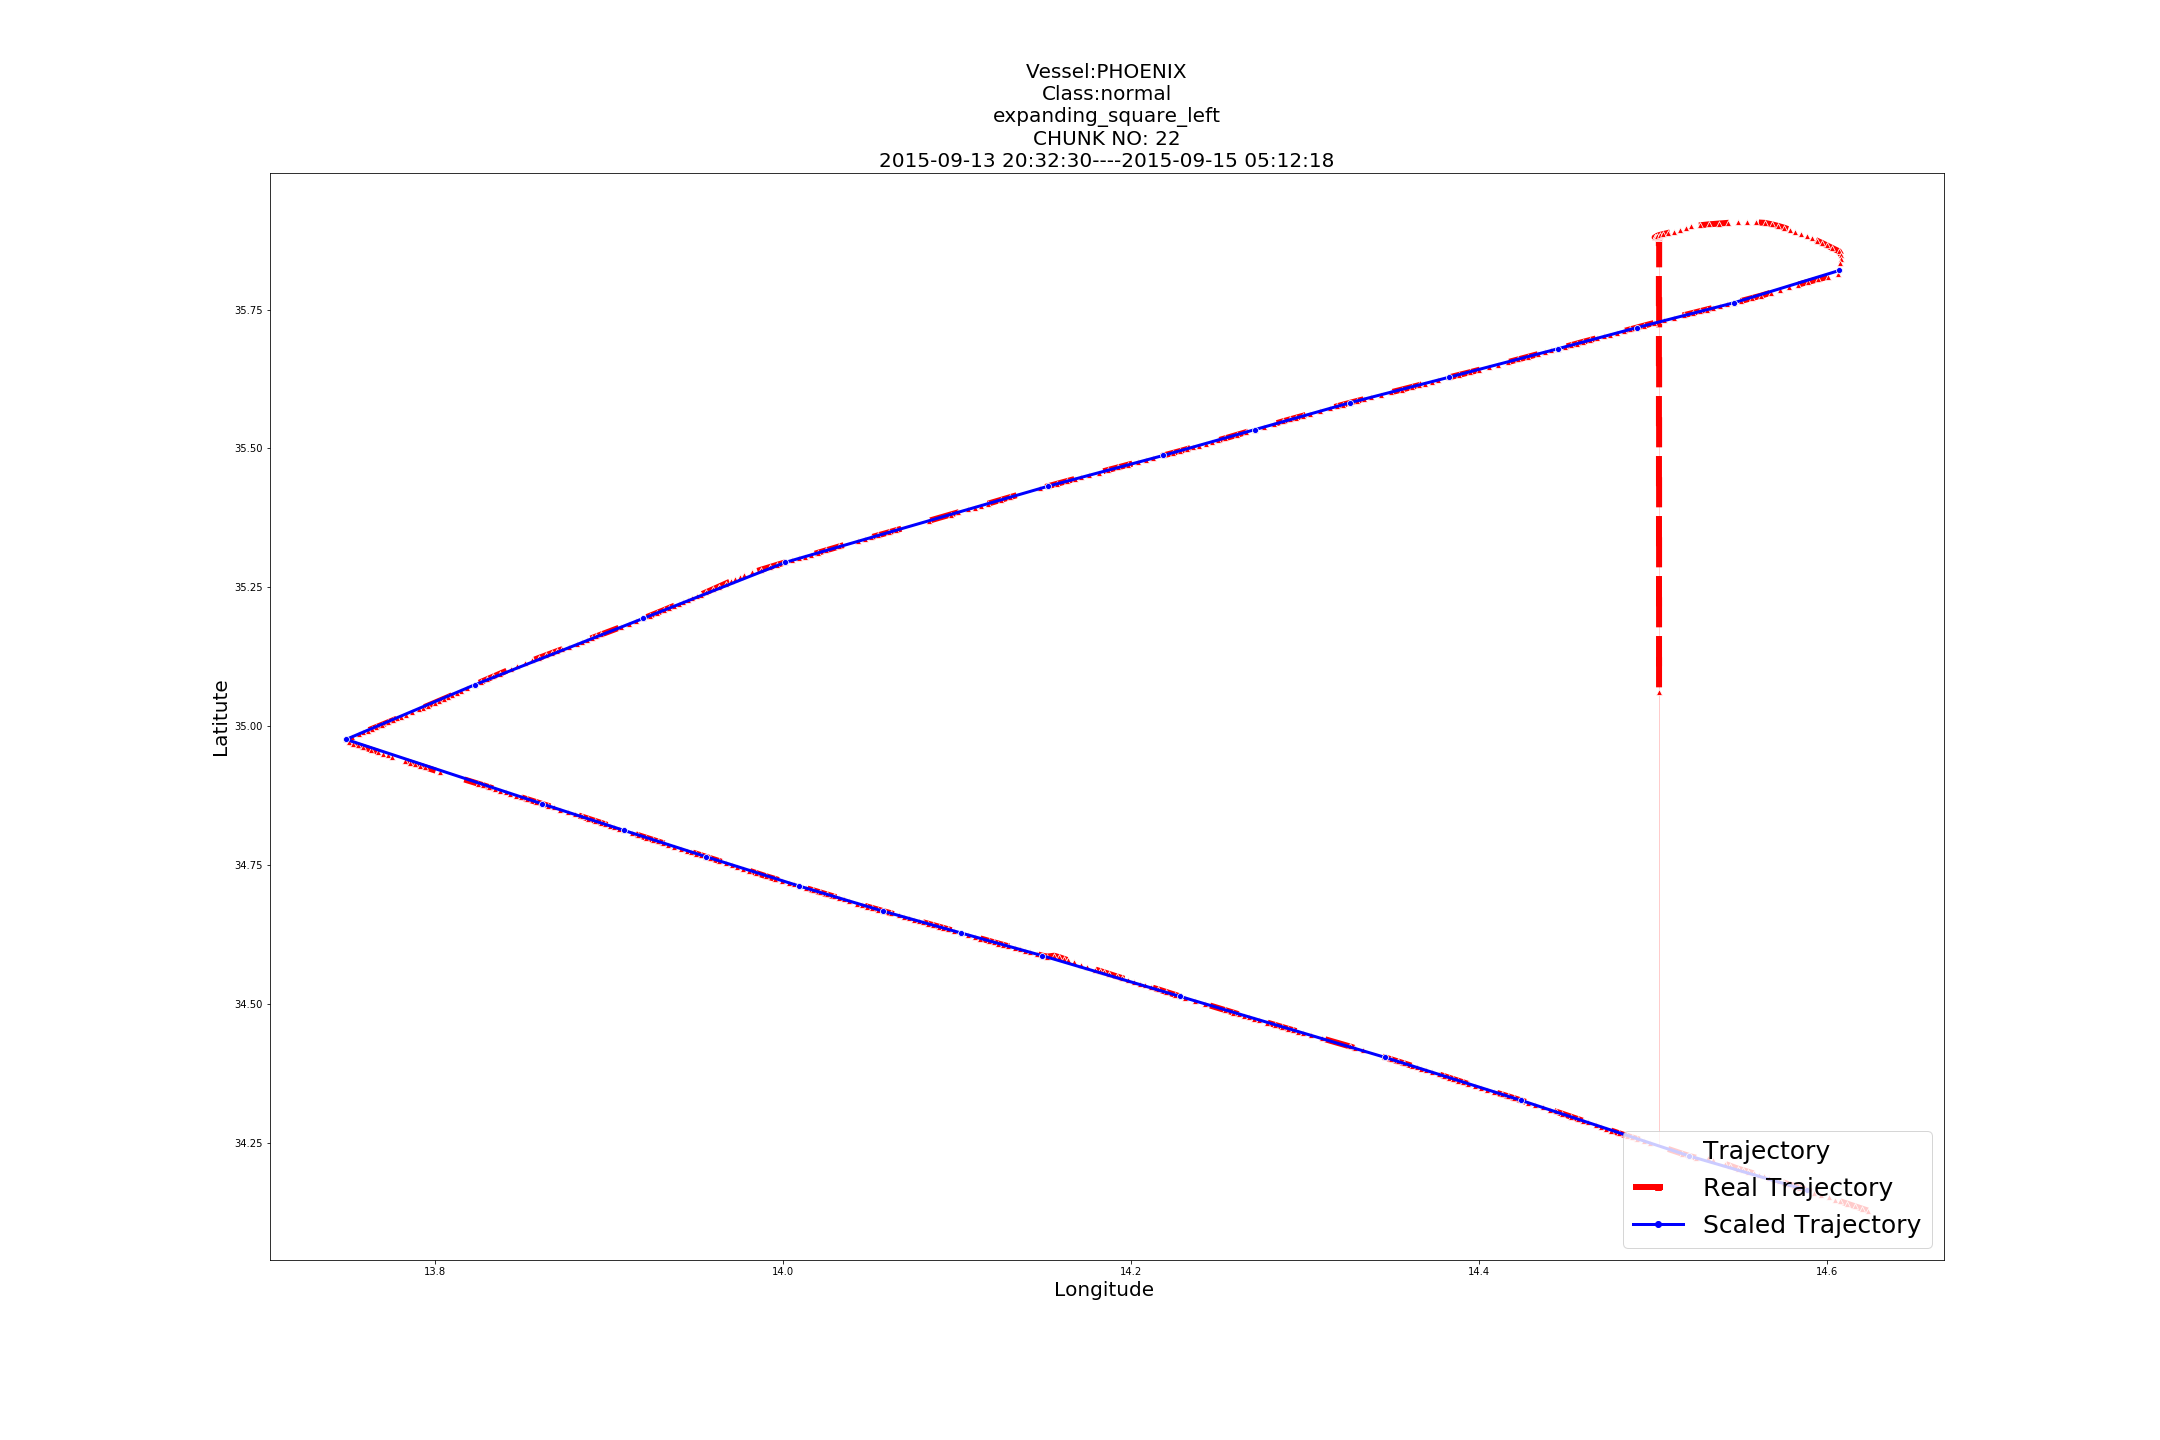 Vessel:PHOENIX
Class:normal
expanding_square_left
CHUNK NO: 22
2015-09-13 20:32:30----2015-09-15 05:12:18
35.75
35.50
35.25
35.00
34.75
34.50
34.25
Latitute
Trajectory
Real Trajectory
Scaled Trajectory
13.8 14.0 14.2 14.4 14.6
Longitude